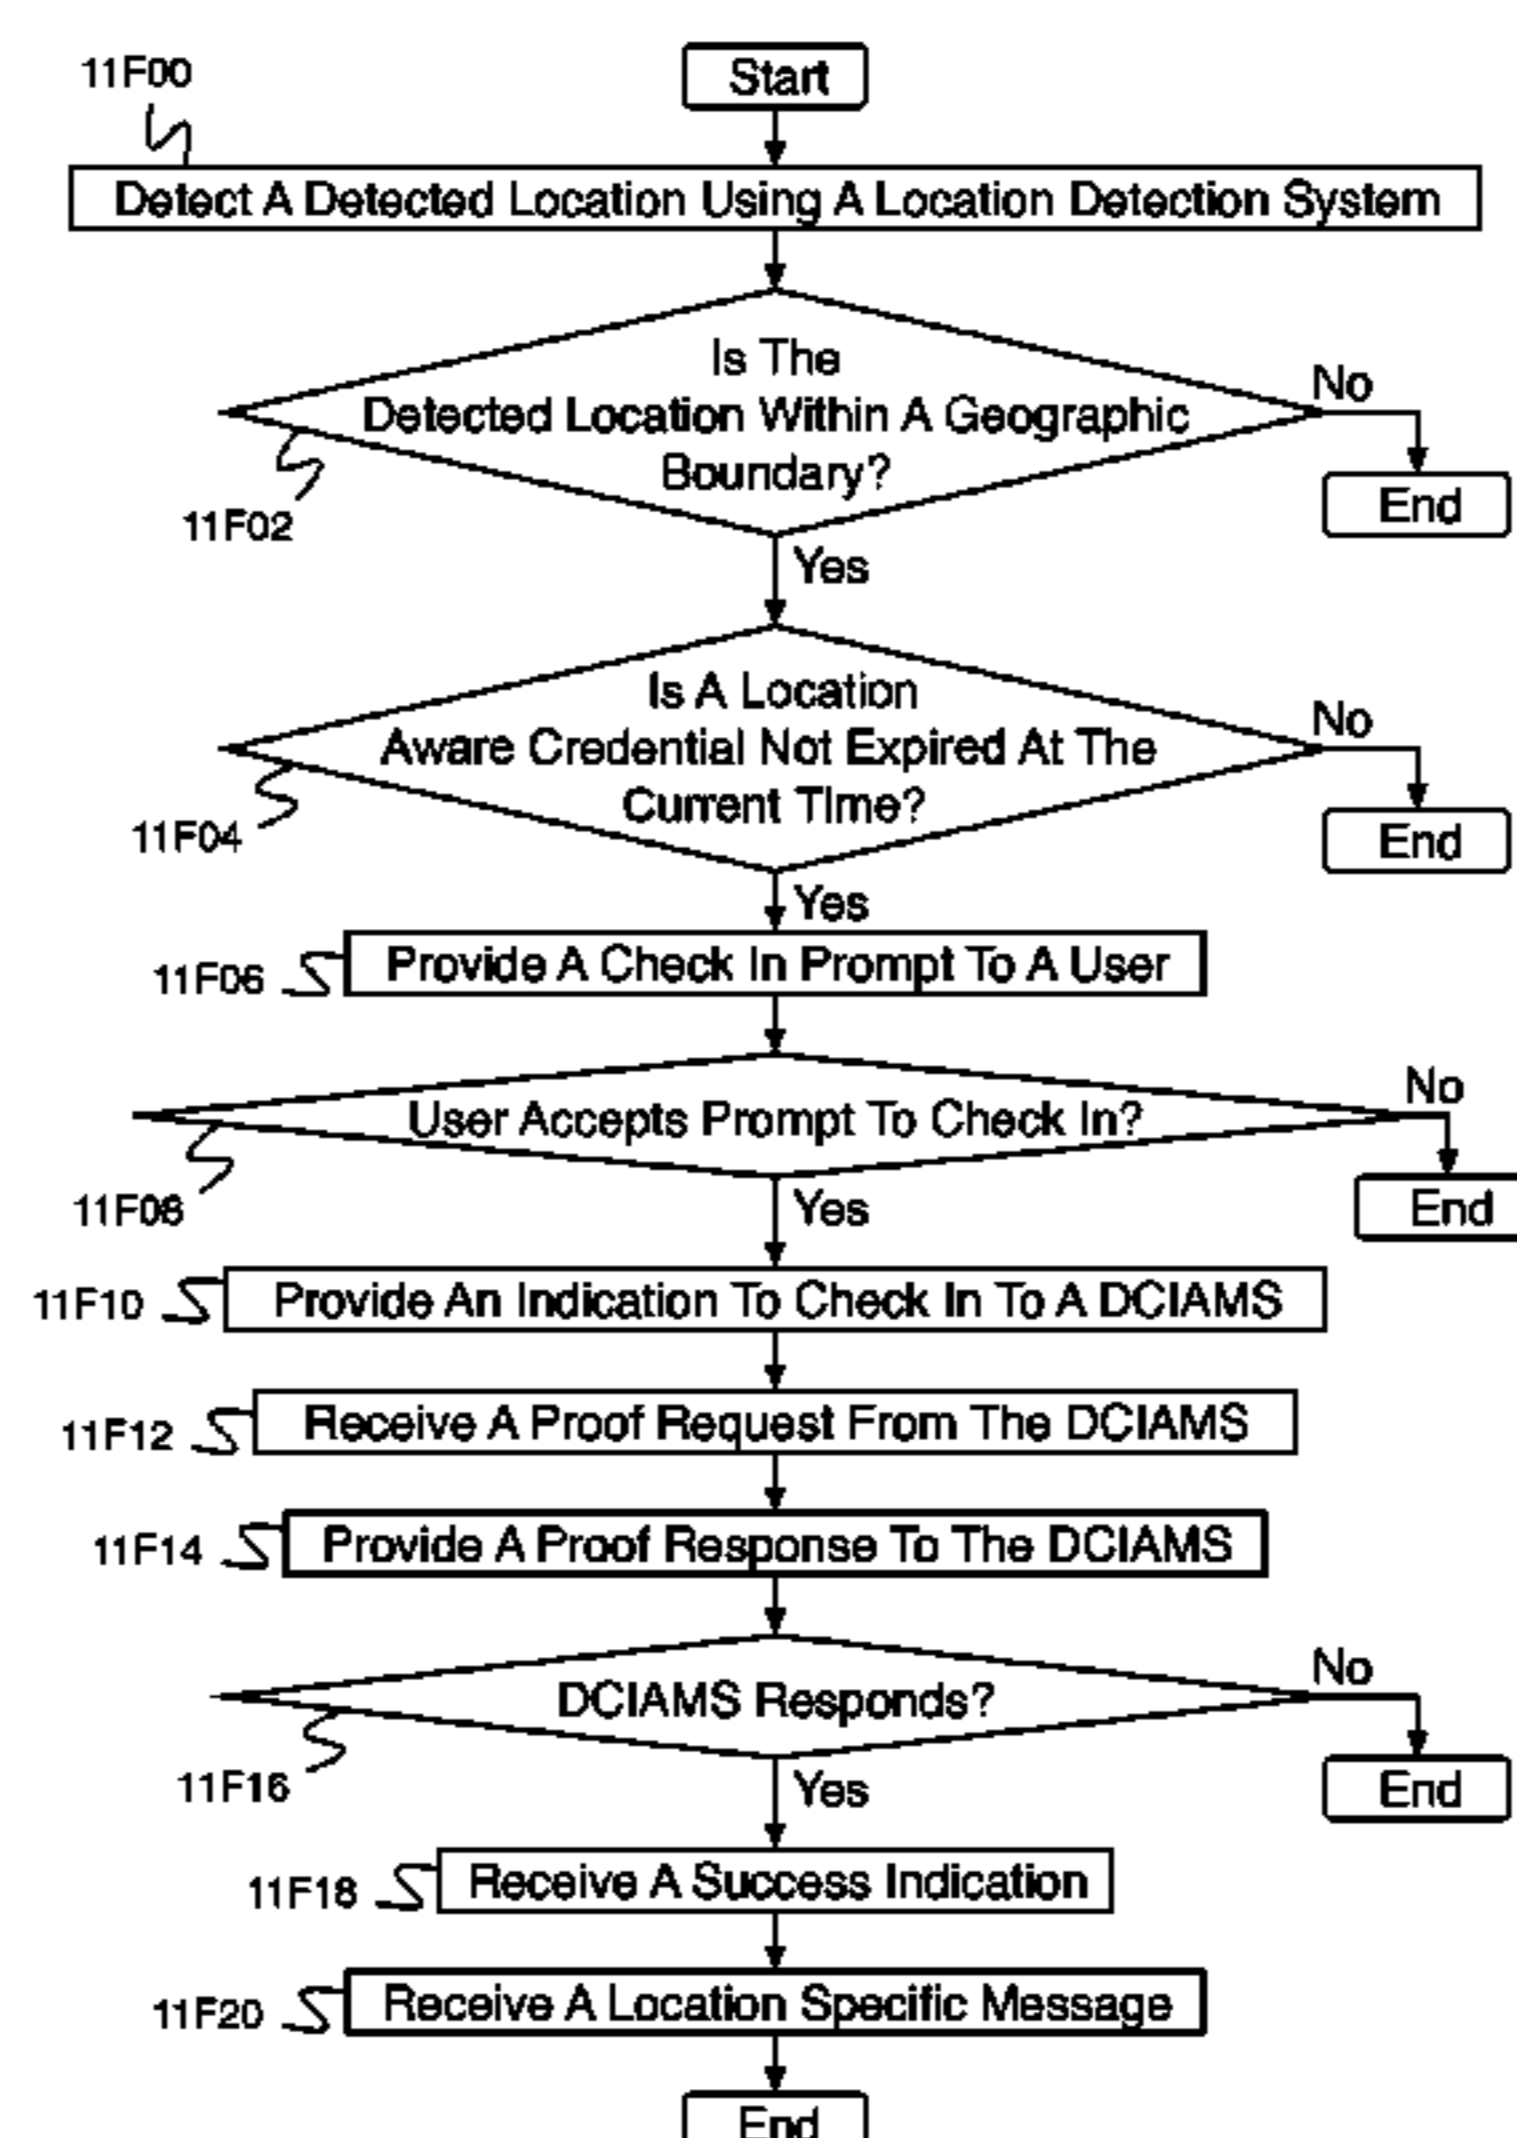 11F00
Start
Detect A Detected Location Using A Location Detection System
Is The
Detected Location Within A Geographic
Boundary?
No
End
11F02
Yes
Is A Location
Aware Credential Not Expired At The
Current Time?
No
End
11F04
Yes
11F06
Provide A Check In Prompt To A User
User Accepts Prompt To Check In?
No
End
11F08
Yes
11F10
Provide An Indication To Check In To A DCIAMS
11F12
Receive A Proof Request From The DCIAMS
11F14
Provide A Proof Response To The DCIAMS
DCIAMS Responds?
No
End
11F16
Yes
11F18
Receive A Success Indication
11F20
Receive A Location Specific Message
End